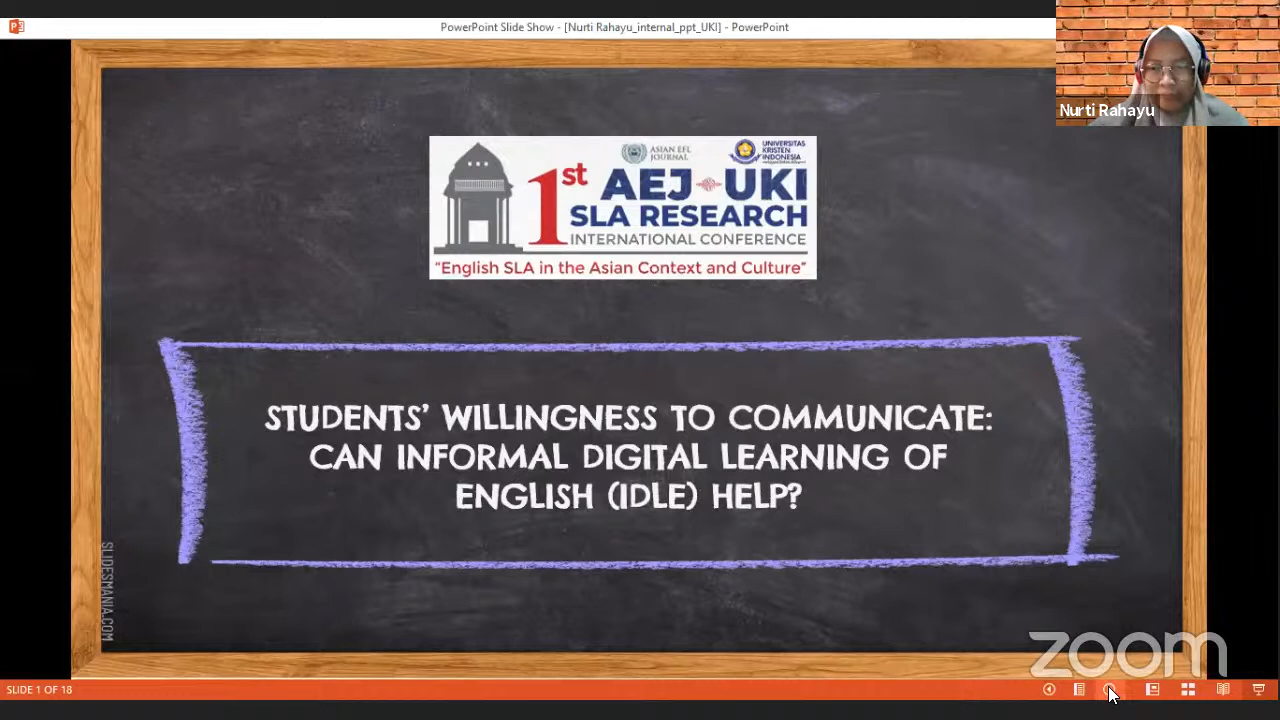 PowerPoint Slide Show - [Nurti Rahayu_internal_ppt_UKI] - PowerPoint
Nurti Rahayu
ASIAN EFL
JOURNAL
UNIVERSITAS
KRISTEN
INDONESIA
1st AEJ UKI
SLA RESEARCH
INTERNATIONAL CONFERENCE
“English SLA in the Asian Context and Culture”
STUDENTS’ WILLINGNESS TO COMMUNICATE:
CAN INFORMAL DIGITAL LEARNING OF
ENGLISH (IDLE) HELP?
SLIDESMANIA.COM
zoom
SLIDE 1 OF 18